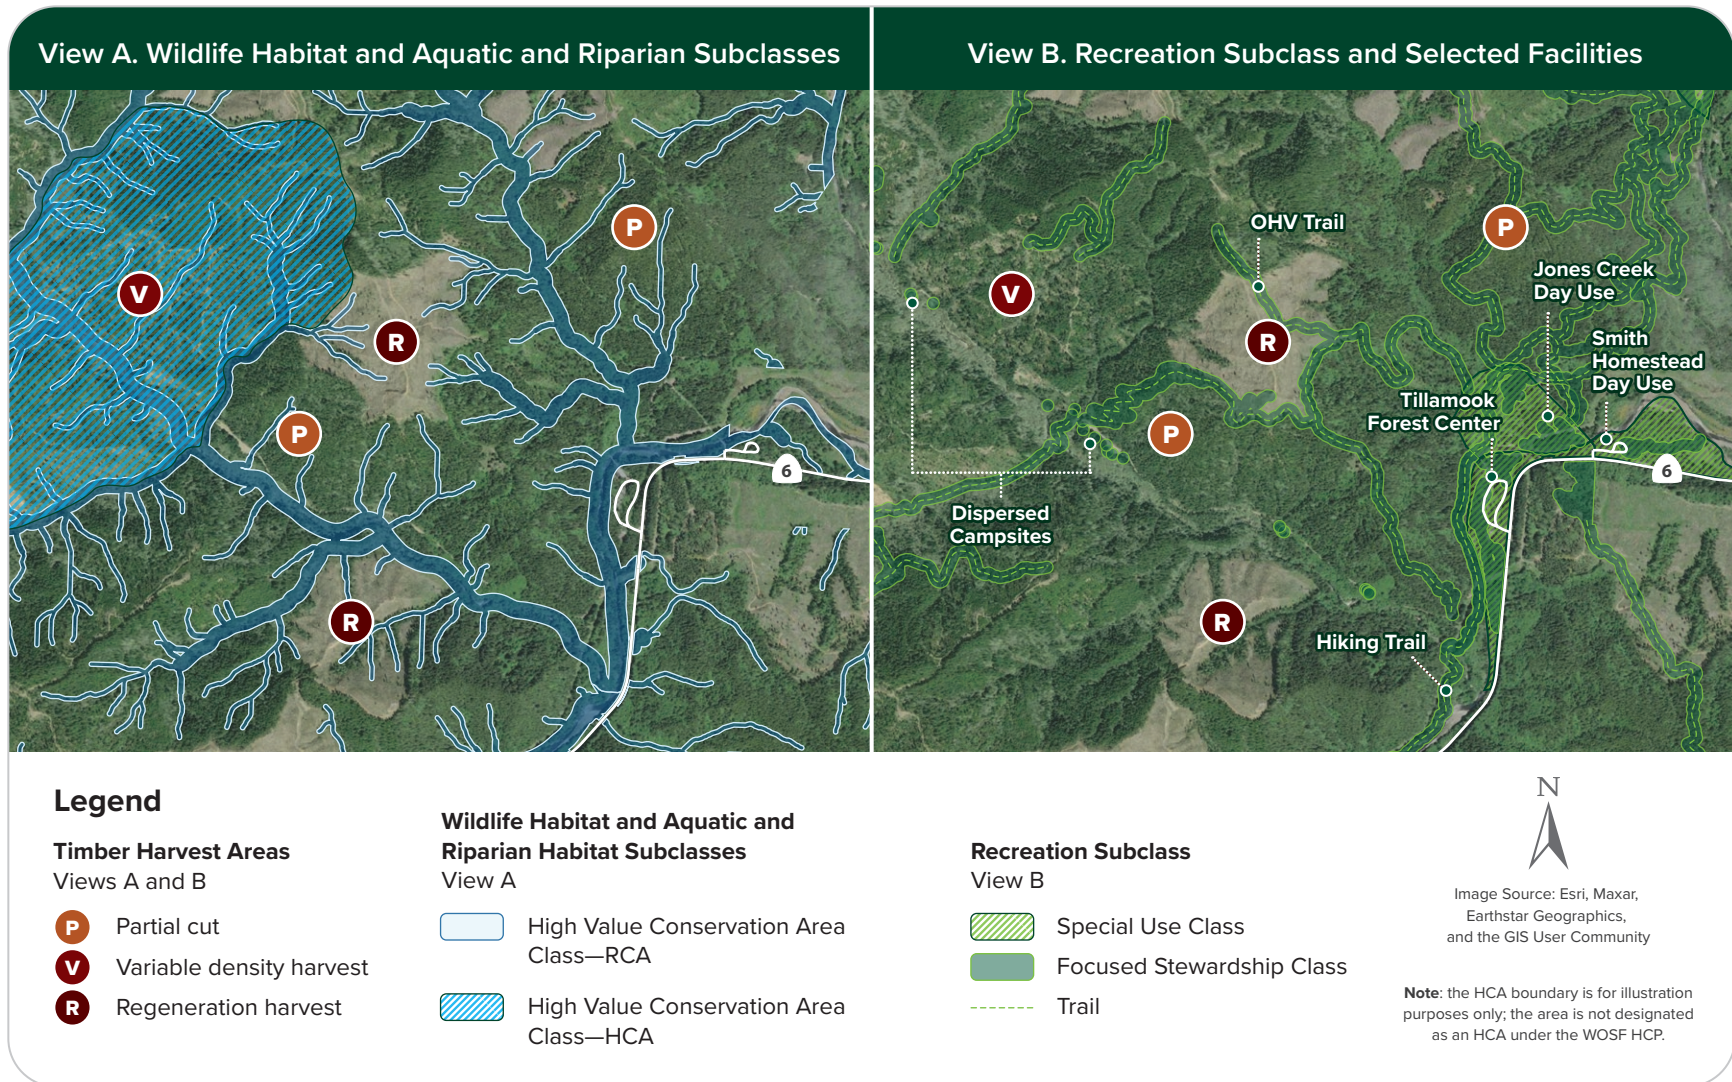 View A. Wildlife Habitat and Aquatic and Riparian Subclasses
View B. Recreation Subclass and Selected Facilities
P
V
R
P
6
R
OHV Trail
P
Jones Creek
Day Use
V
R
Smith
Homestead
Day Use
Tillamook
Forest Center
P
6
Dispersed
Campsites
R
Hiking Trail
Legend
Timber Harvest Areas
Views A and B
P Partial cut
V Variable density harvest
R Regeneration harvest
Wildlife Habitat and Aquatic and
Riparian Habitat Subclasses
View A
High Value Conservation Area
Class—RCA
High Value Conservation Area
Class—HCA
Recreation Subclass
View B
Special Use Class
Focused Stewardship Class
Trail
N
Image Source: Esri, Maxar,
Earthstar Geographics,
and the GIS User Community
Note: the HCA boundary is for illustration
purposes only; the area is not designated
as an HCA under the WOSF HCP.